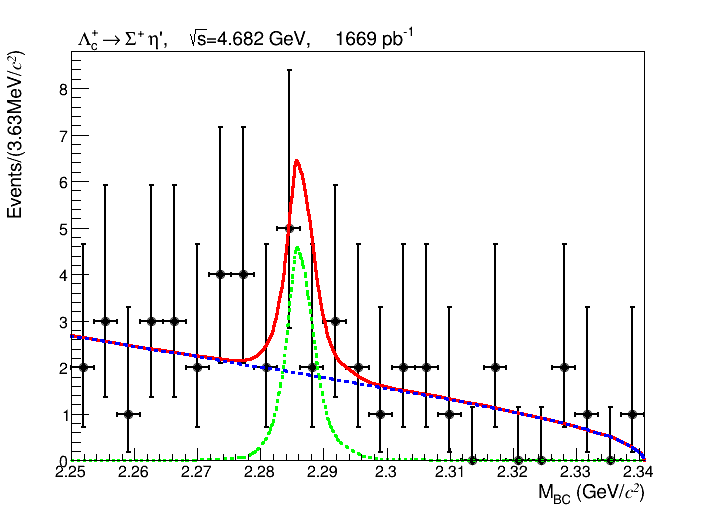 Λc+ → Σ+ η', √s=4.682 GeV, 1669 pb-1
Events/(3.63MeV/c2)
8
7
6
5
4
3
2
1
0
2.25 2.26 2.27 2.28 2.29 2.3 2.31 2.32 2.33 2.34
MBC (GeV/c2)